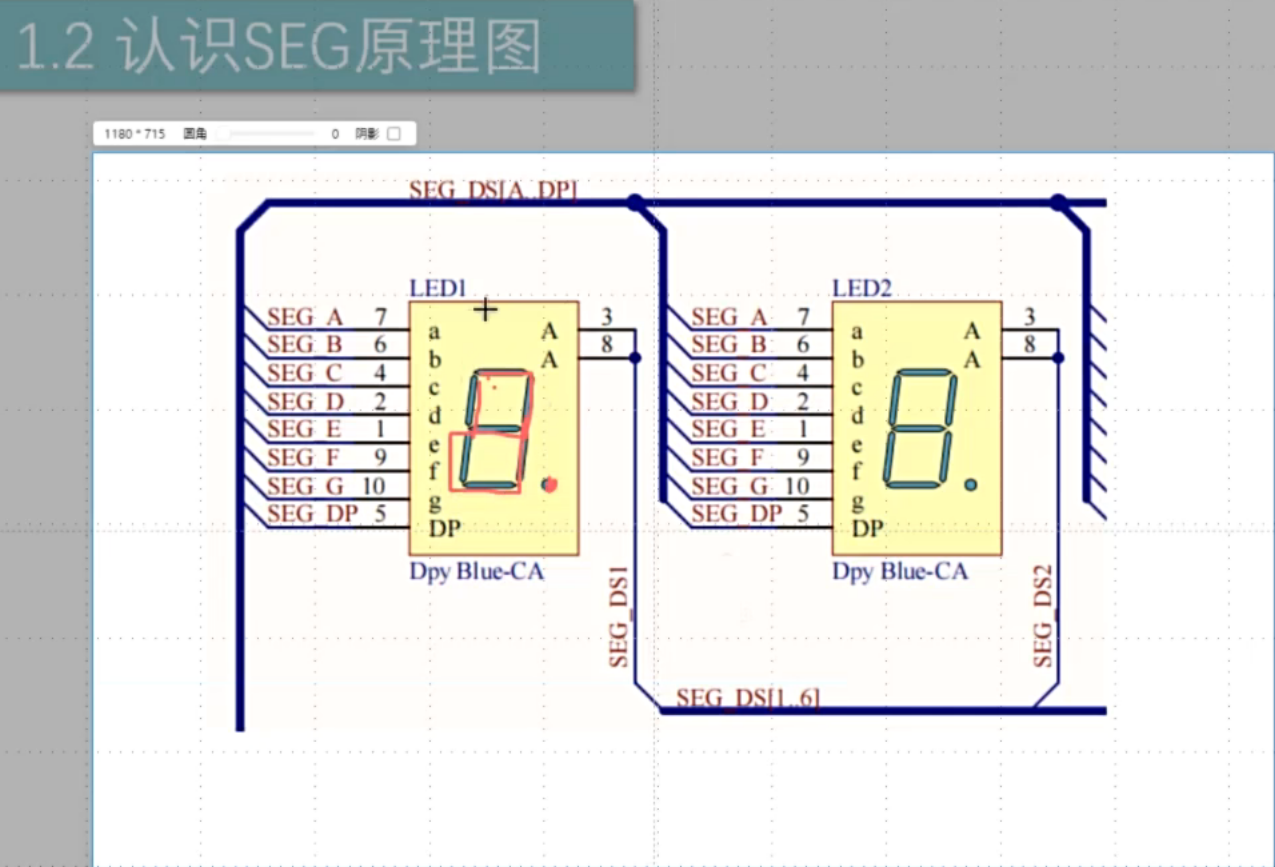 1.2 认识SEG原理图
1180 * 715 圆角 0 阴影
SEG_DS[A..DP]
LED1
SEG_A 7 a A 3
SEG_B 6 b A 8
SEG_C 4 c
SEG_D 2 d
SEG_E 1 e
SEG_F 9 f
SEG_G 10 g
SEG_DP 5 DP
Dpy Blue-CA
SEG_DS1
LED2
SEG_A 7 a A 3
SEG_B 6 b A 8
SEG_C 4 c
SEG_D 2 d
SEG_E 1 e
SEG_F 9 f
SEG_G 10 g
SEG_DP 5 DP
Dpy Blue-CA
SEG_DS2
SEG_DS[1..6]